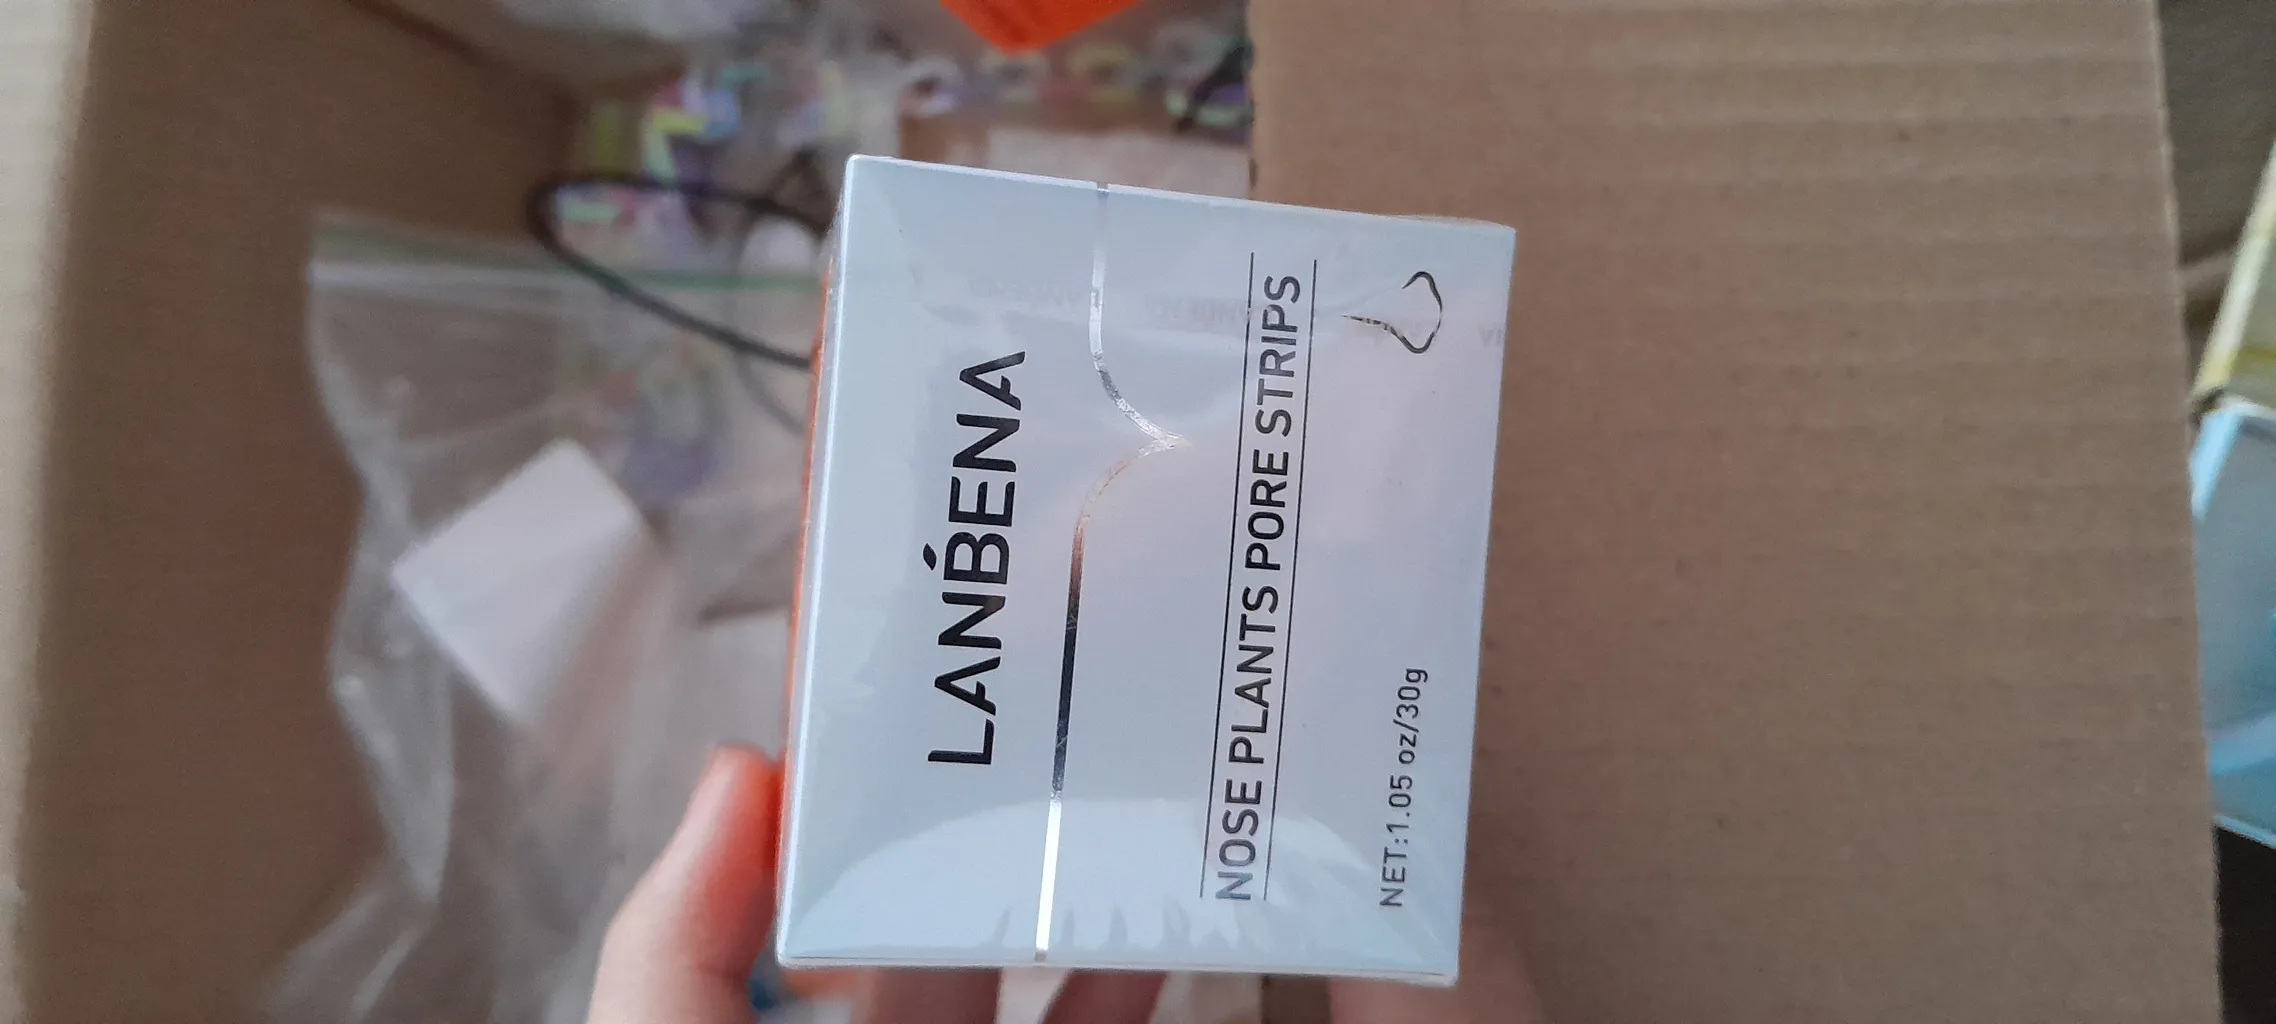 LANBENA
NOSE PLANTS PORE STRIPS
NET:1.05 oz/30g